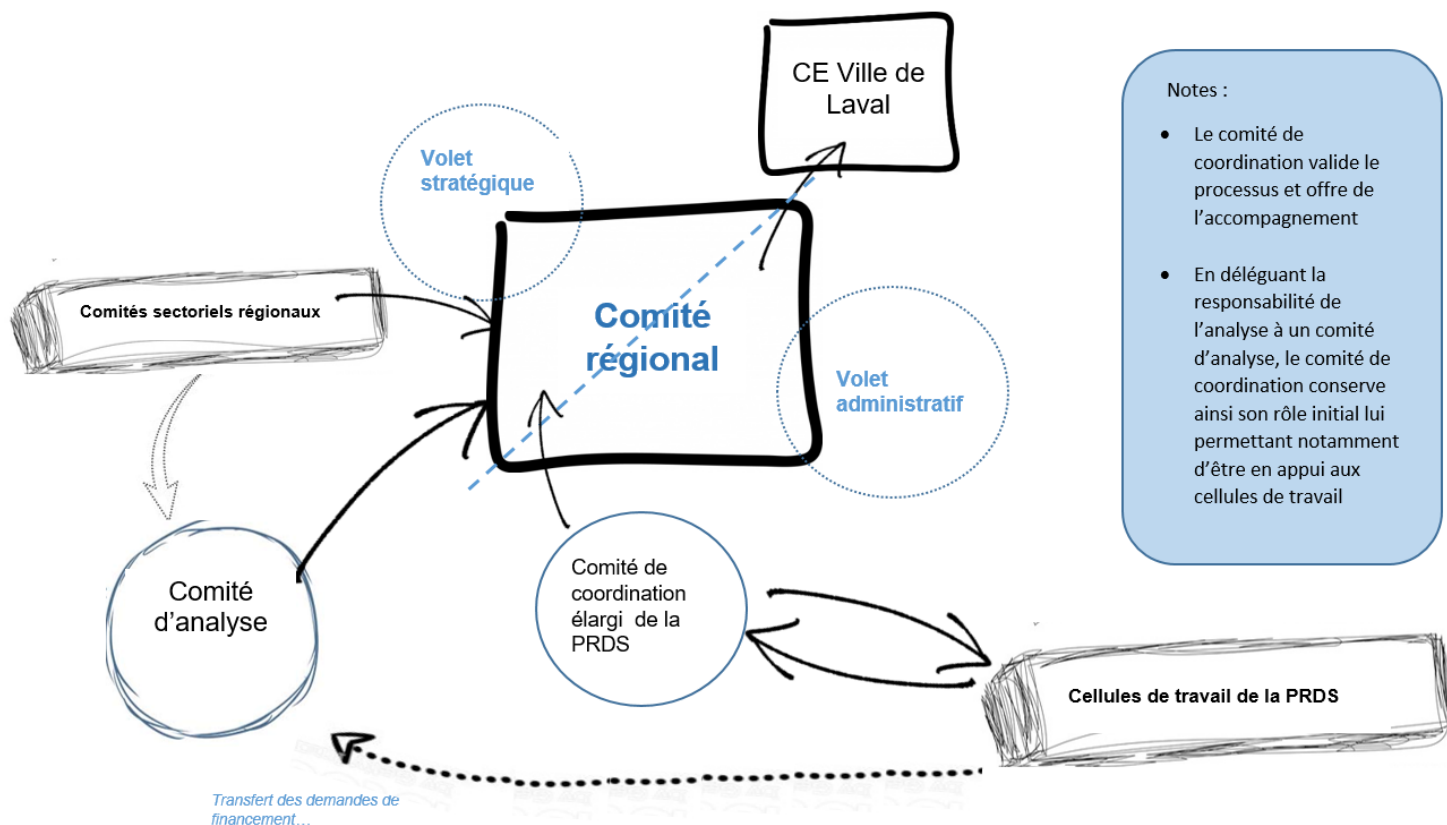 CE Ville de
Laval
Volet
stratégique
Comités sectoriels régionaux
Comité
régional
Volet
administratif
Comité
d’analyse
Comité de
coordination
élargi de la
PRDS
Cellules de travail de la PRDS
Transfert des demandes de
financement…
Notes :
• Le comité de
coordination valide le
processus et offre de
l’accompagnement
• En déléguant la
responsabilité de
l’analyse à un comité
d’analyse, le comité de
coordination conserve
ainsi son rôle initial lui
permettant notamment
d’être en appui aux
cellules de travail